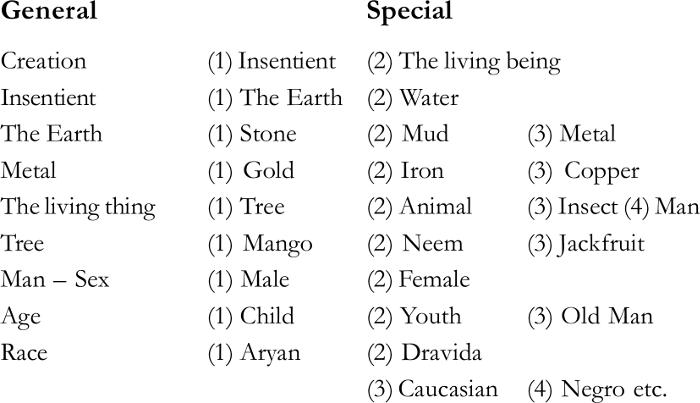 General Special
Creation (1) Insentient (2) The living being
Insentient (1) The Earth (2) Water
The Earth (1) Stone (2) Mud (3) Metal
Metal (1) Gold (2) Iron (3) Copper
The living thing (1) Tree (2) Animal (3) Insect (4) Man
Tree (1) Mango (2) Neem (3) Jackfruit
Man – Sex (1) Male (2) Female
Age (1) Child (2) Youth (3) Old Man
Race (1) Aryan (2) Dravida
(3) Caucasian (4) Negro etc.